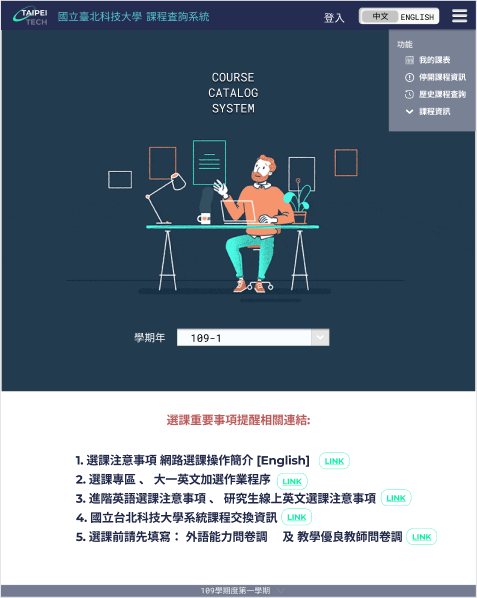 TAIPEI
TECH
國立臺北科技大學 課程查詢系統
登入
中文 ENGLISH
功能
我的課表
停開課程資訊
歷史課程查詢
課程資訊
COURSE
CATALOG
SYSTEM
學期年 109-1
選課重要事項提醒相關連結:
1. 選課注意事項 網路選課操作簡介 [English] LINK
2. 選課專區 、 大一英文加選作業程序 LINK
3. 進階英語選課注意事項 、 研究生線上英文選課注意事項 LINK
4. 國立台北科技大學系統課程交換資訊 LINK
5. 選課前請先填寫： 外語能力問卷調 及 教學優良教師問卷調 LINK
109學期度第一學期